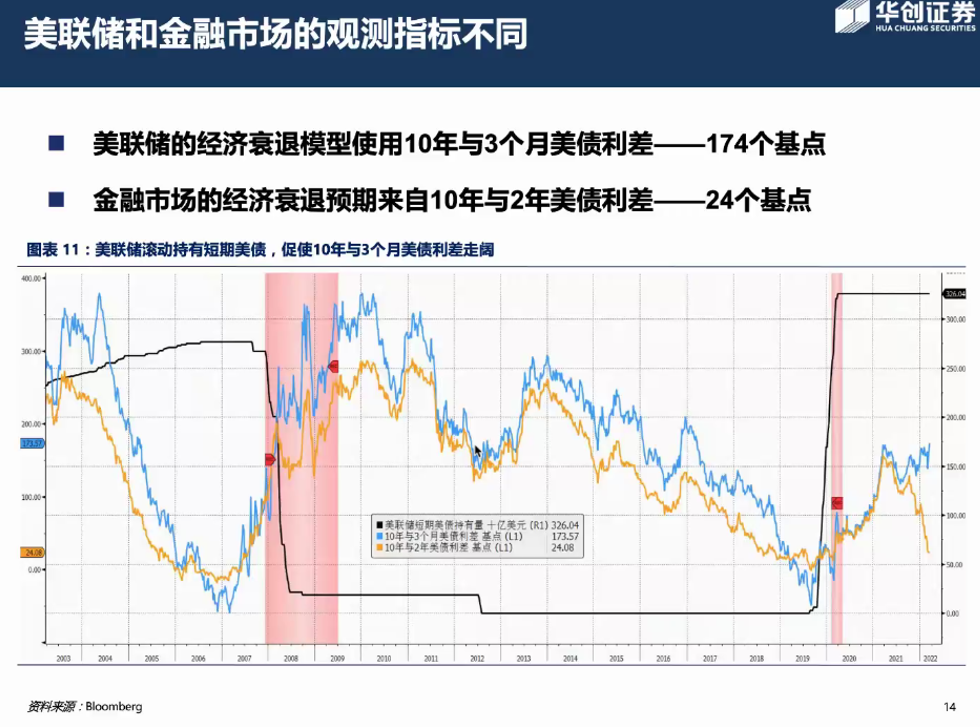 美联储和金融市场的观测指标不同
华创证券
HUA CHUANG SECURITIES
美联储的经济衰退模型使用10年与3个月美债利差——174个基点
金融市场的经济衰退预期来自10年与2年美债利差——24个基点
图表 11：美联储滚动持有短期美债，促使10年与3个月美债利差走阔
400.00
300.00
200.00
173.57
100.00
24.08
0.00
326.04
300.00
250.00
200.00
150.00
100.00
50.00
0.00
美联储短期美债持有量 十亿美元 (R1) 326.04
10年与3个月美债利差 基点 (L1) 173.57
10年与2年美债利差 基点 (L1) 24.08
2003 2004 2005 2006 2007 2008 2009 2010 2011 2012 2013 2014 2015 2016 2017 2018 2019 2020 2021 2022
资料来源：Bloomberg
14